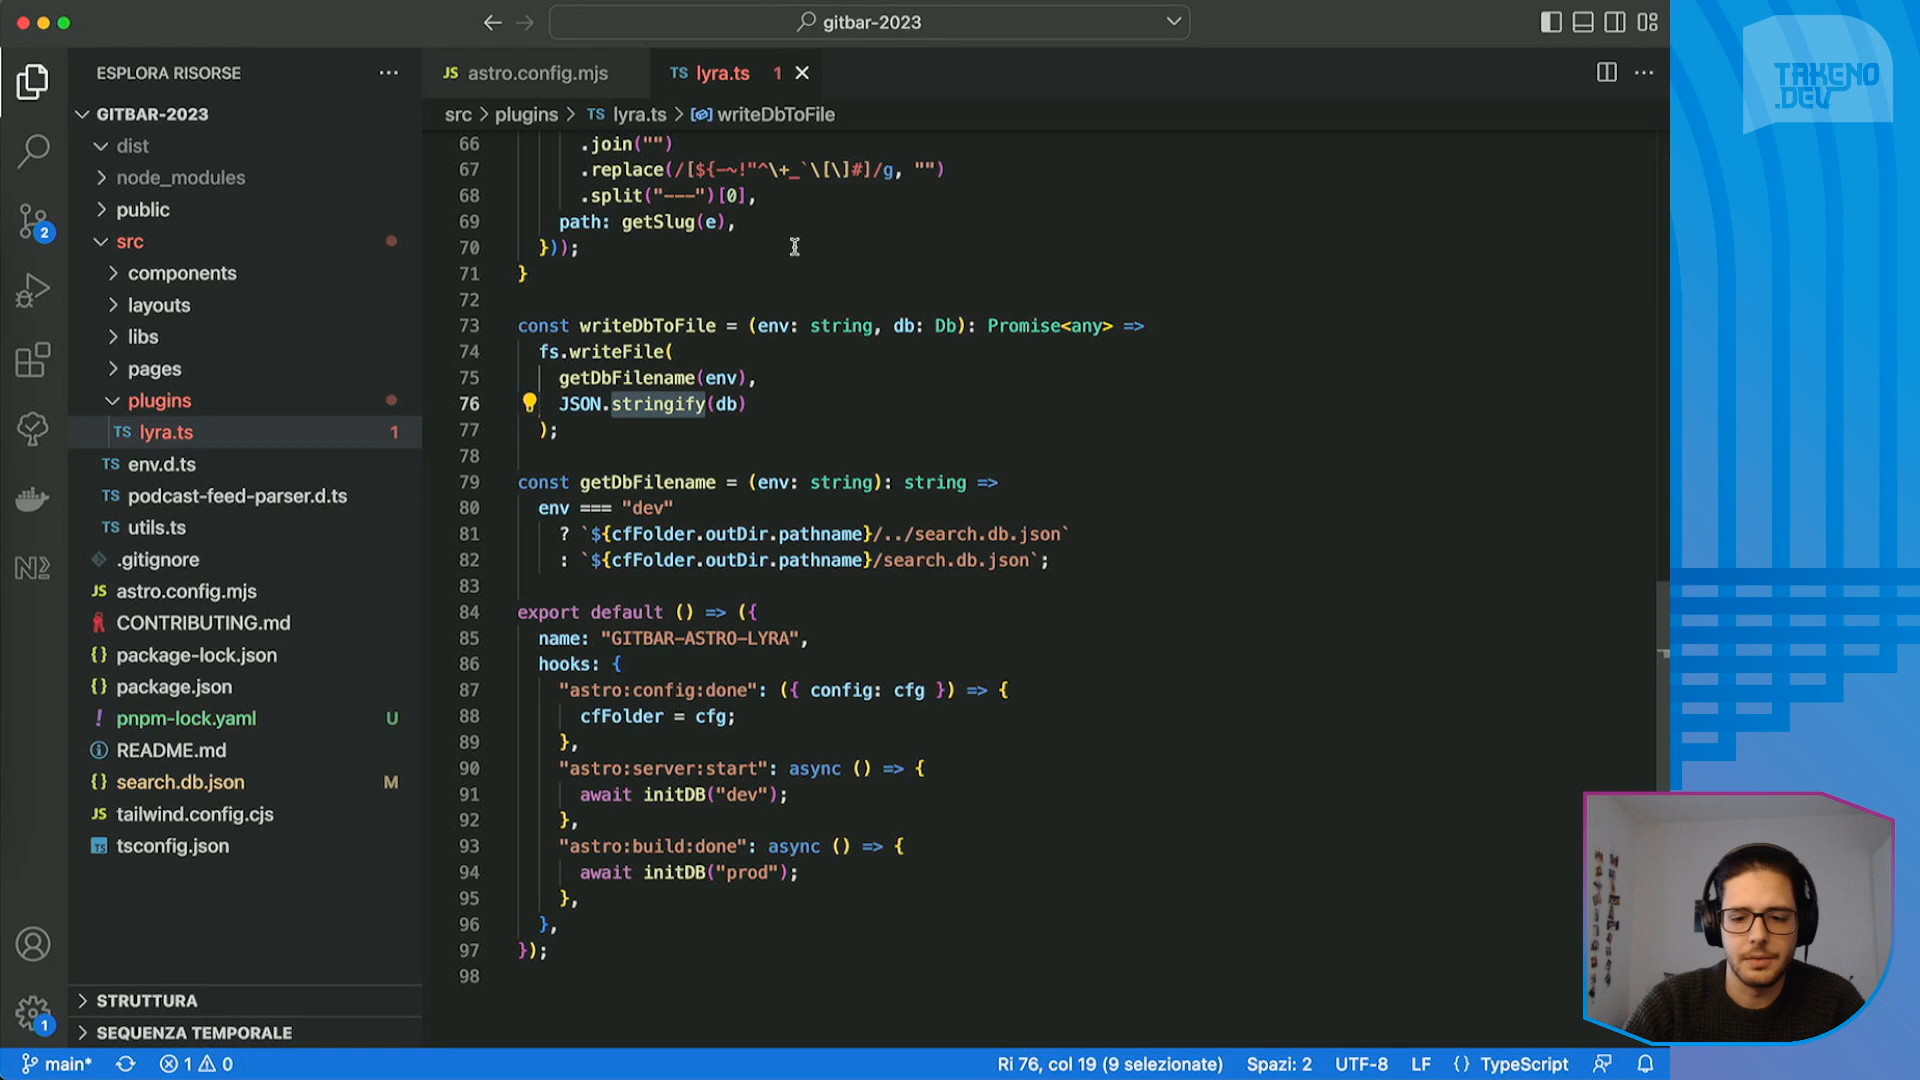 gitbar-2023
TAKENO
.DEV
ESPLORA RISORSE
JS astro.config.mjs
TS lyra.ts 1
GITBAR-2023
src > plugins > TS lyra.ts > writeDbToFile
dist
node_modules
public
src
components
layouts
libs
pages
plugins
TS lyra.ts 1
TS env.d.ts
TS podcast-feed-parser.d.ts
TS utils.ts
.gitignore
JS astro.config.mjs
CONTRIBUTING.md
{} package-lock.json
{} package.json
! pnpm-lock.yaml U
README.md
{} search.db.json M
JS tailwind.config.cjs
TS tsconfig.json
STRUTTURA
SEQUENZA TEMPORALE
2
N2
1
66 .join("")
67 .replace(/[${—~!"^\+_`\[\]#]/g, "")
68 .split("---")[0],
69 path: getSlug(e),
70 }));
71 }
72
73 const writeDbToFile = (env: string, db: Db): Promise<any> =>
74 fs.writeFile(
75 getDbFilename(env),
76 JSON.stringify(db)
77 );
78
79 const getDbFilename = (env: string): string =>
80 env === "dev"
81 ? `${cfFolder.outDir.pathname}/../search.db.json`
82 : `${cfFolder.outDir.pathname}/search.db.json`;
83
84 export default () => ({
85 name: "GITBAR-ASTRO-LYRA",
86 hooks: {
87 "astro:config:done": ({ config: cfg }) => {
88 cfFolder = cfg;
89 },
90 "astro:server:start": async () => {
91 await initDB("dev");
92 },
93 "astro:build:done": async () => {
94 await initDB("prod");
95 },
96 },
97 });
98
main* 1 0 Ri 76, col 19 (9 selezionate) Spazi: 2 UTF-8 LF {} TypeScript